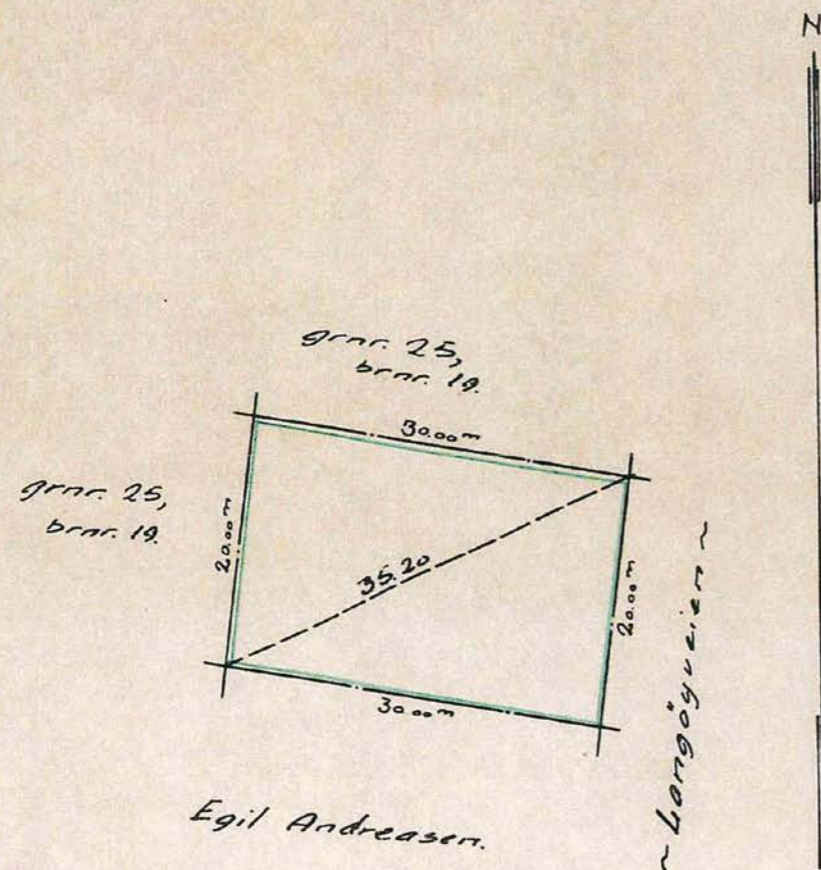 N
grnr. 25,
brnr. 19.
30.00m
grnr. 25,
brnr. 19.
20.00m
35.20
20.00m
30.00m
~ Langöyveien ~
Egil Andreasen.